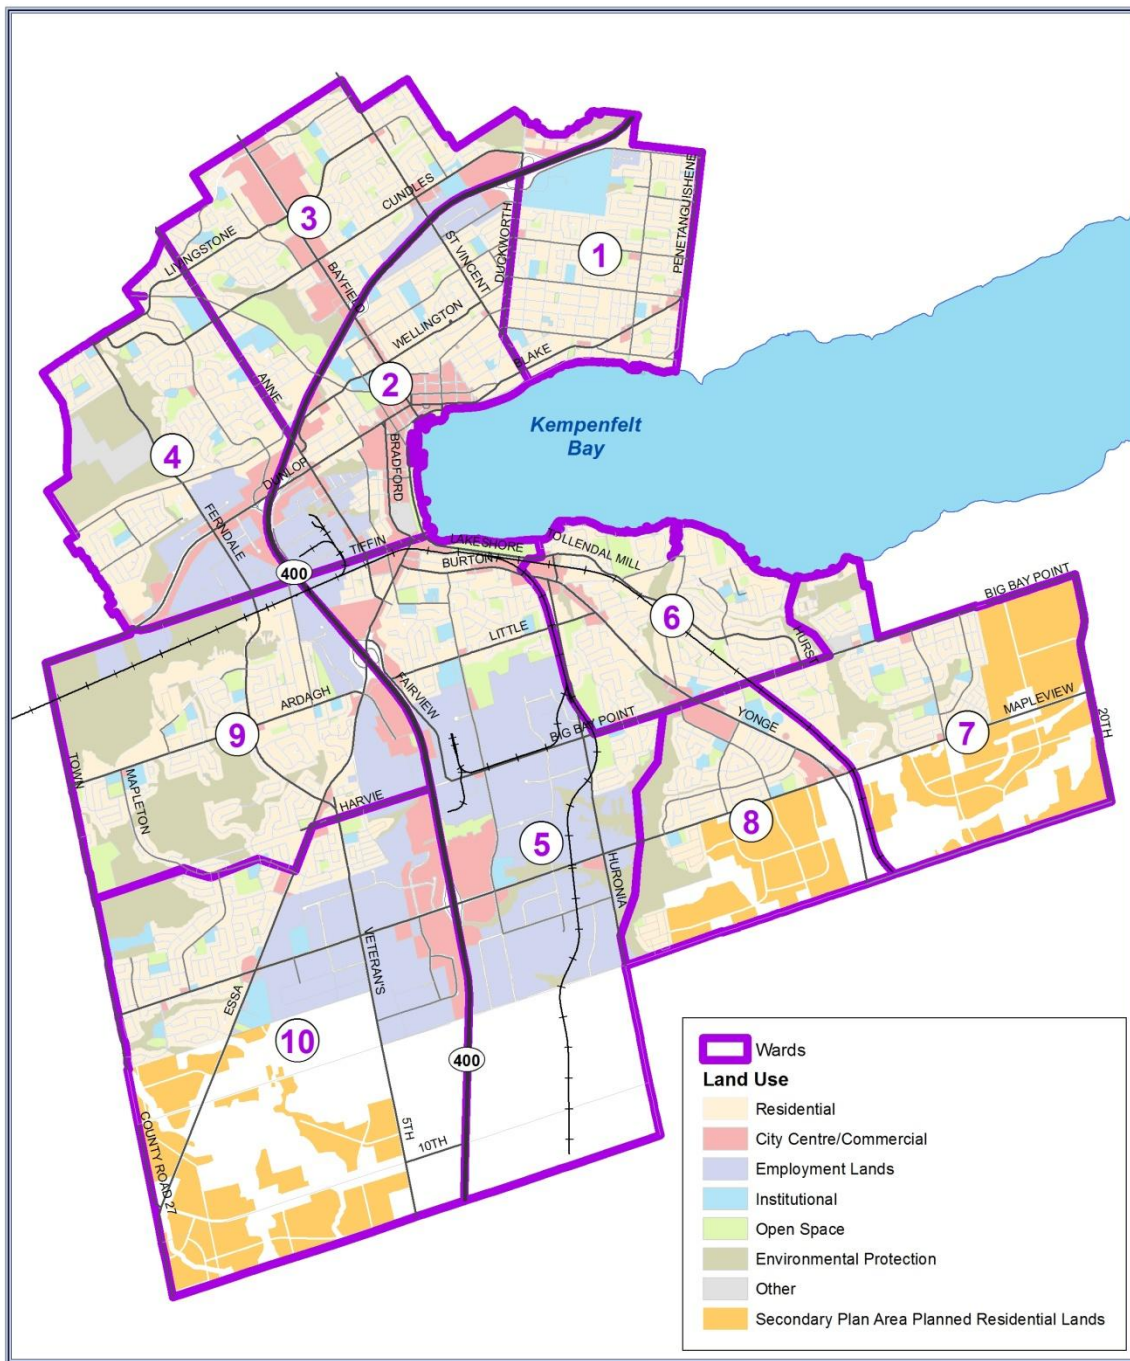 CUNDLES
3
LIVINGSTONE
BAYFIELD
ST VINCENT
DUCKWORTH
1
PENETANGUISHENE
WELLINGTON
BLAKE
ANNE
2
Kempenfelt
Bay
4
DUNLOP
BRADFORD
FERNDALE
TIFFIN
LAKESHORE
TOLLENDAL MILL
BURTON
400
6
BIG BAY POINT
LITTLE
HURST
ARDAGH
FAIRVIEW
9
BIG BAY POINT
YONGE
MAPLEVIEW
7
20TH
TOWN
MAPLETON
HARVIE
8
5
HURONIA
VETERAN'S
ESSA
10
400
COUNTY ROAD 27
5TH
10TH
Wards
Land Use
Residential
City Centre/Commercial
Employment Lands
Institutional
Open Space
Environmental Protection
Other
Secondary Plan Area Planned Residential Lands